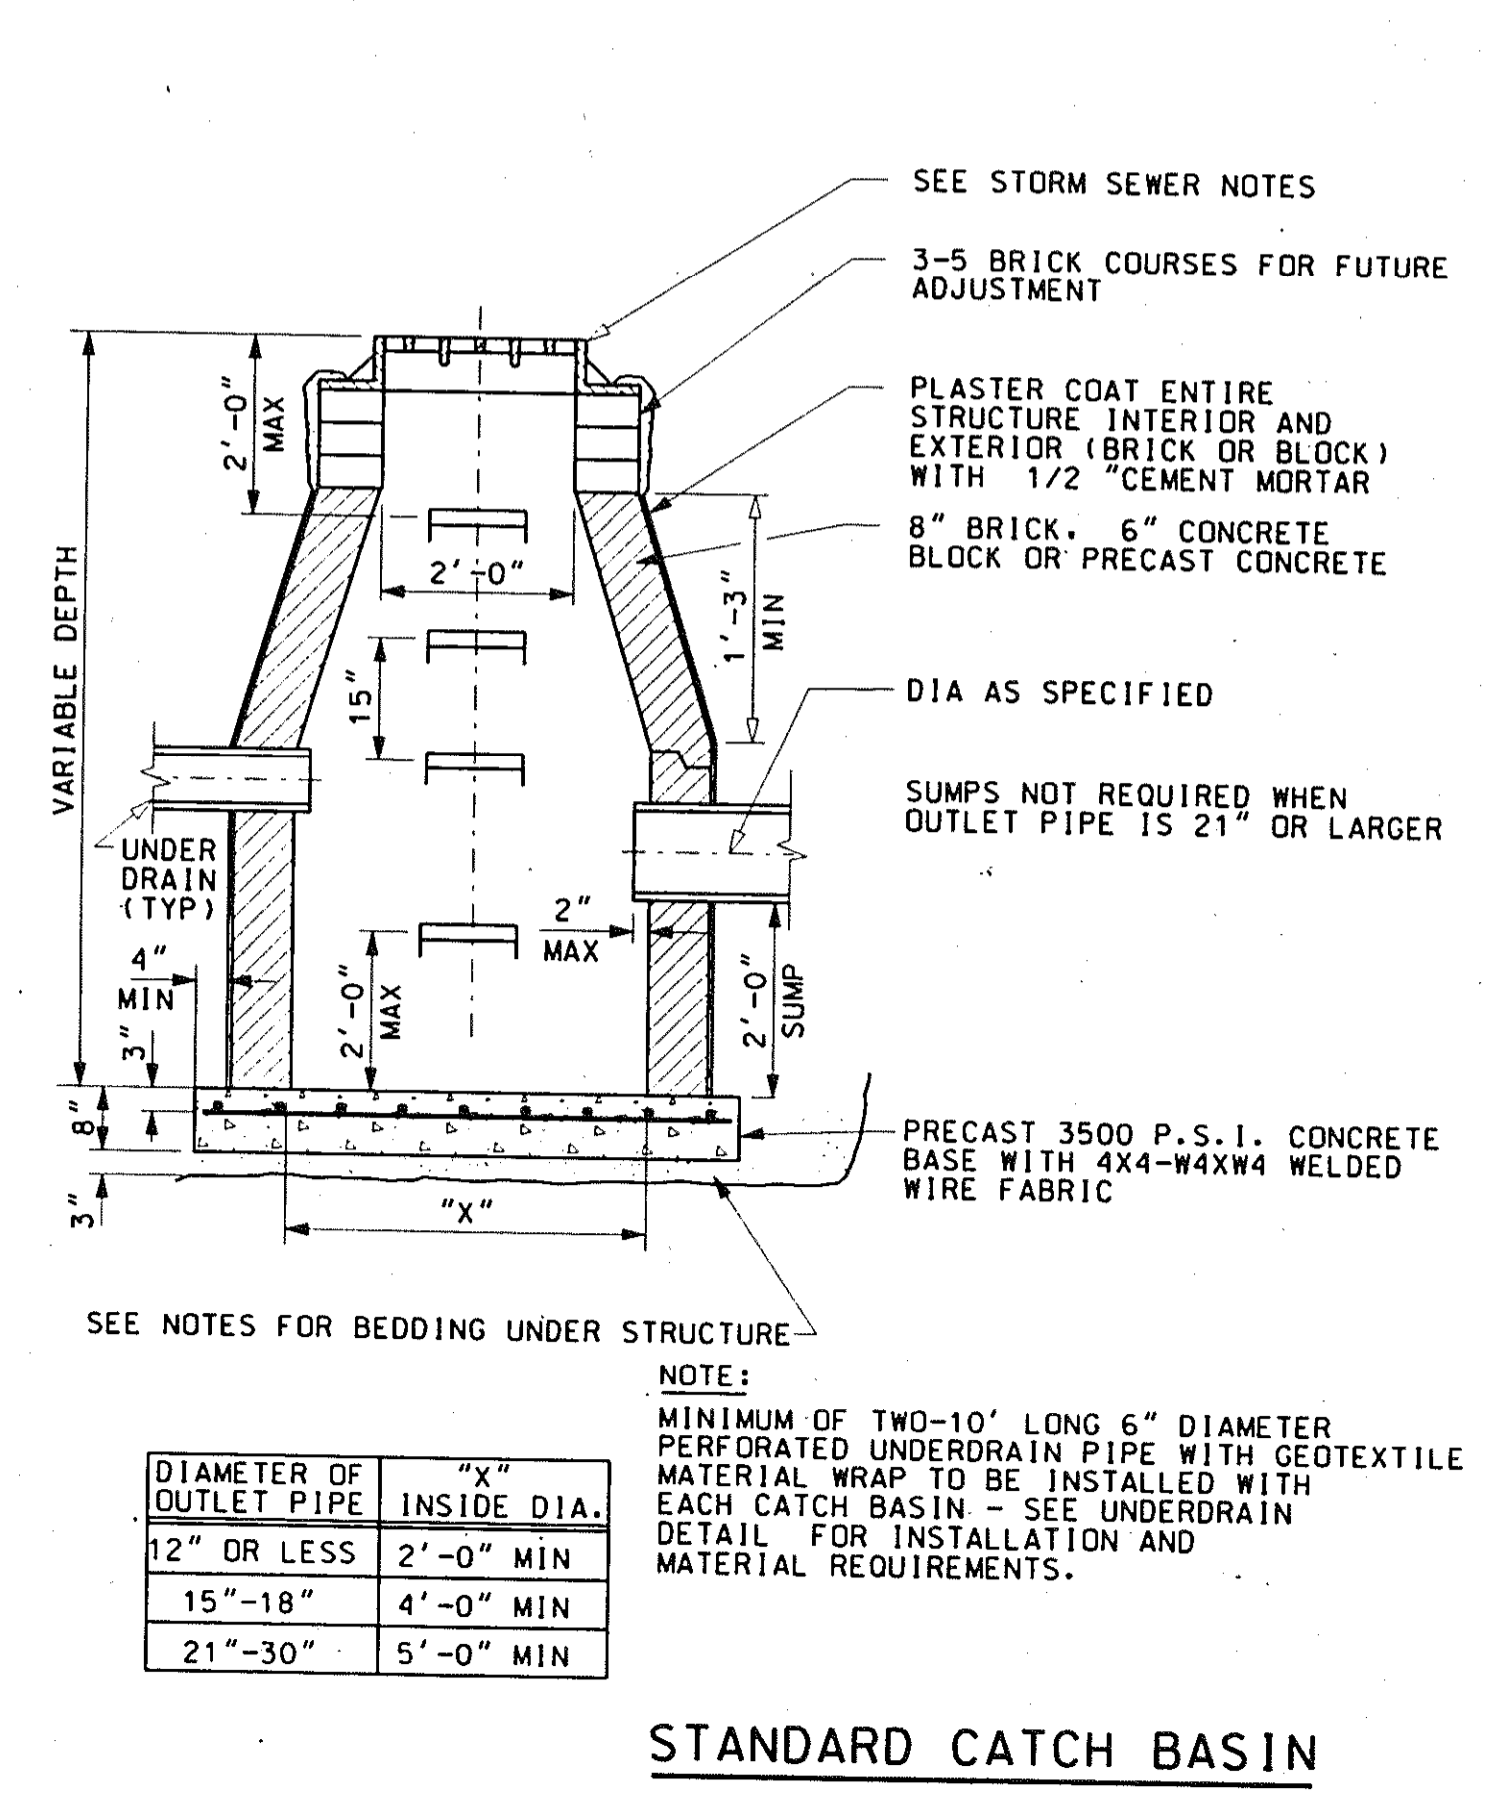 SEE STORM SEWER NOTES
3-5 BRICK COURSES FOR FUTURE
ADJUSTMENT
PLASTER COAT ENTIRE
STRUCTURE INTERIOR AND
EXTERIOR (BRICK OR BLOCK)
WITH 1/2 "CEMENT MORTAR
8" BRICK, 6" CONCRETE
BLOCK OR PRECAST CONCRETE
DIA AS SPECIFIED
SUMPS NOT REQUIRED WHEN
OUTLET PIPE IS 21" OR LARGER
VARIABLE DEPTH
2'-0"
MAX
2'-0"
15"
1'-3"
MIN
UNDER
DRAIN
(TYP)
4"
MIN
3"
2'-0"
MAX
2"
MAX
2'-0"
SUMP
8"
3"
"X"
PRECAST 3500 P.S.I. CONCRETE
BASE WITH 4X4-W4XW4 WELDED
WIRE FABRIC
SEE NOTES FOR BEDDING UNDER STRUCTURE
NOTE:
MINIMUM OF TWO-10' LONG 6" DIAMETER
PERFORATED UNDERDRAIN PIPE WITH GEOTEXTILE
MATERIAL WRAP TO BE INSTALLED WITH
EACH CATCH BASIN - SEE UNDERDRAIN
DETAIL FOR INSTALLATION AND
MATERIAL REQUIREMENTS.
DIAMETER OF OUTLET PIPE "X" INSIDE DIA.
12" OR LESS 2'-0" MIN
15"-18" 4'-0" MIN
21"-30" 5'-0" MIN
STANDARD CATCH BASIN